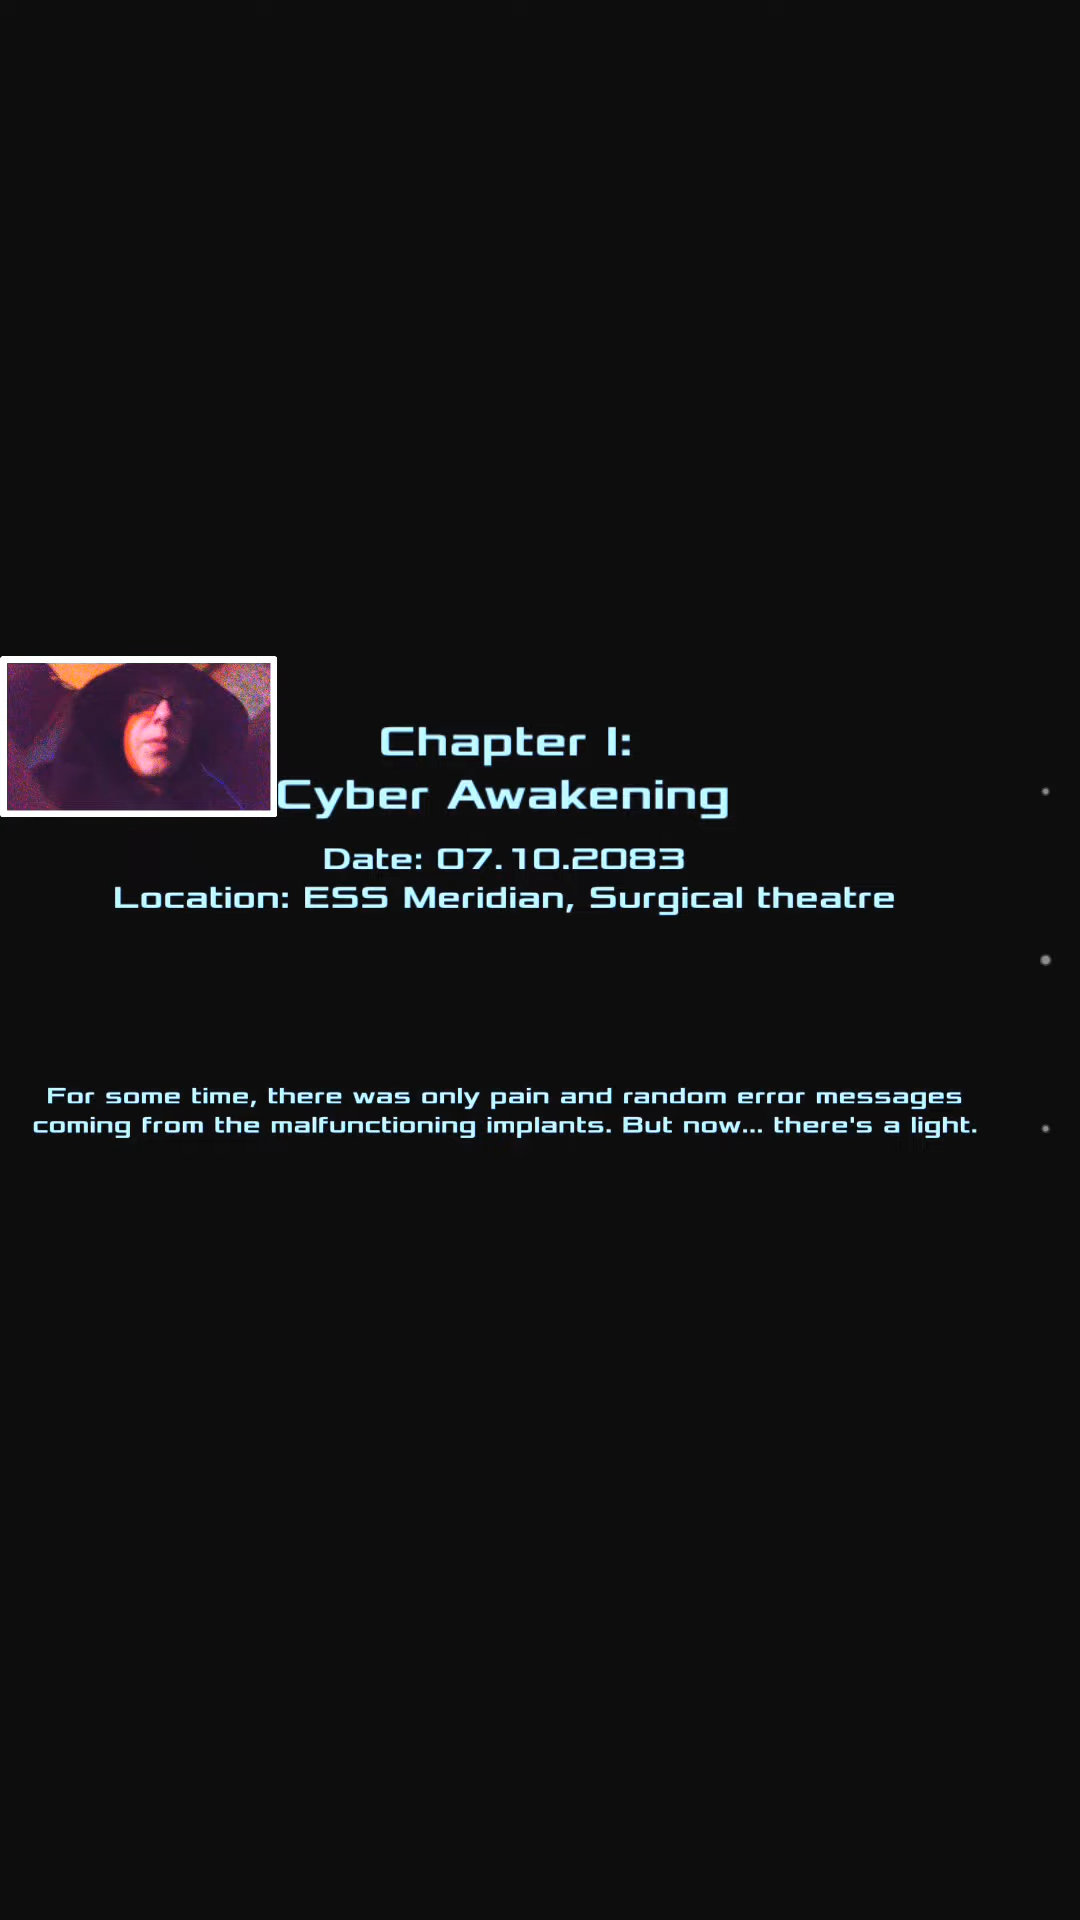 Chapter I:
Cyber Awakening
Date: 07.10.2083
Location: ESS Meridian, Surgical theatre
For some time, there was only pain and random error messages
coming from the malfunctioning implants. But now... there's a light.